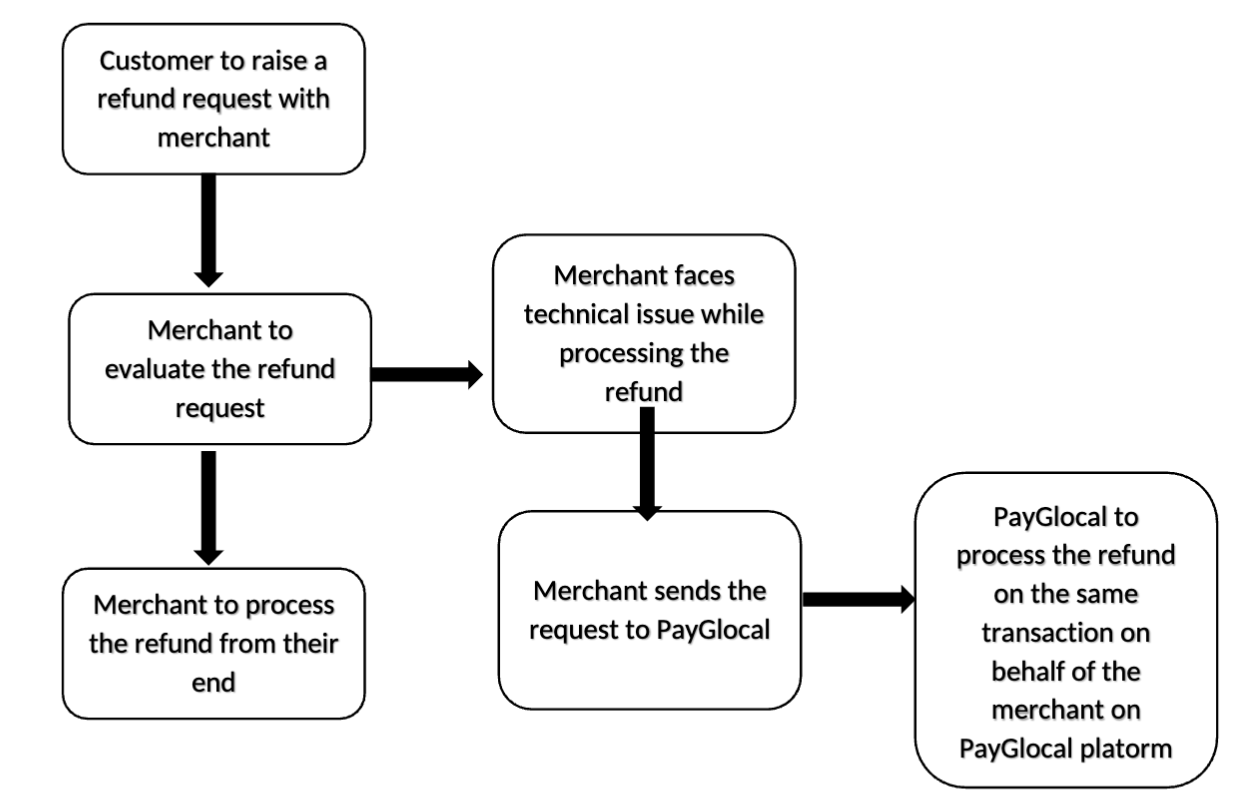 Customer to raise a
refund request with
merchant
Merchant to
evaluate the refund
request
Merchant to process
the refund from their
end
Merchant faces
technical issue while
processing the
refund
Merchant sends the
request to PayGlocal
PayGlocal to
process the refund
on the same
transaction on
behalf of the
merchant on
PayGlocal platorm